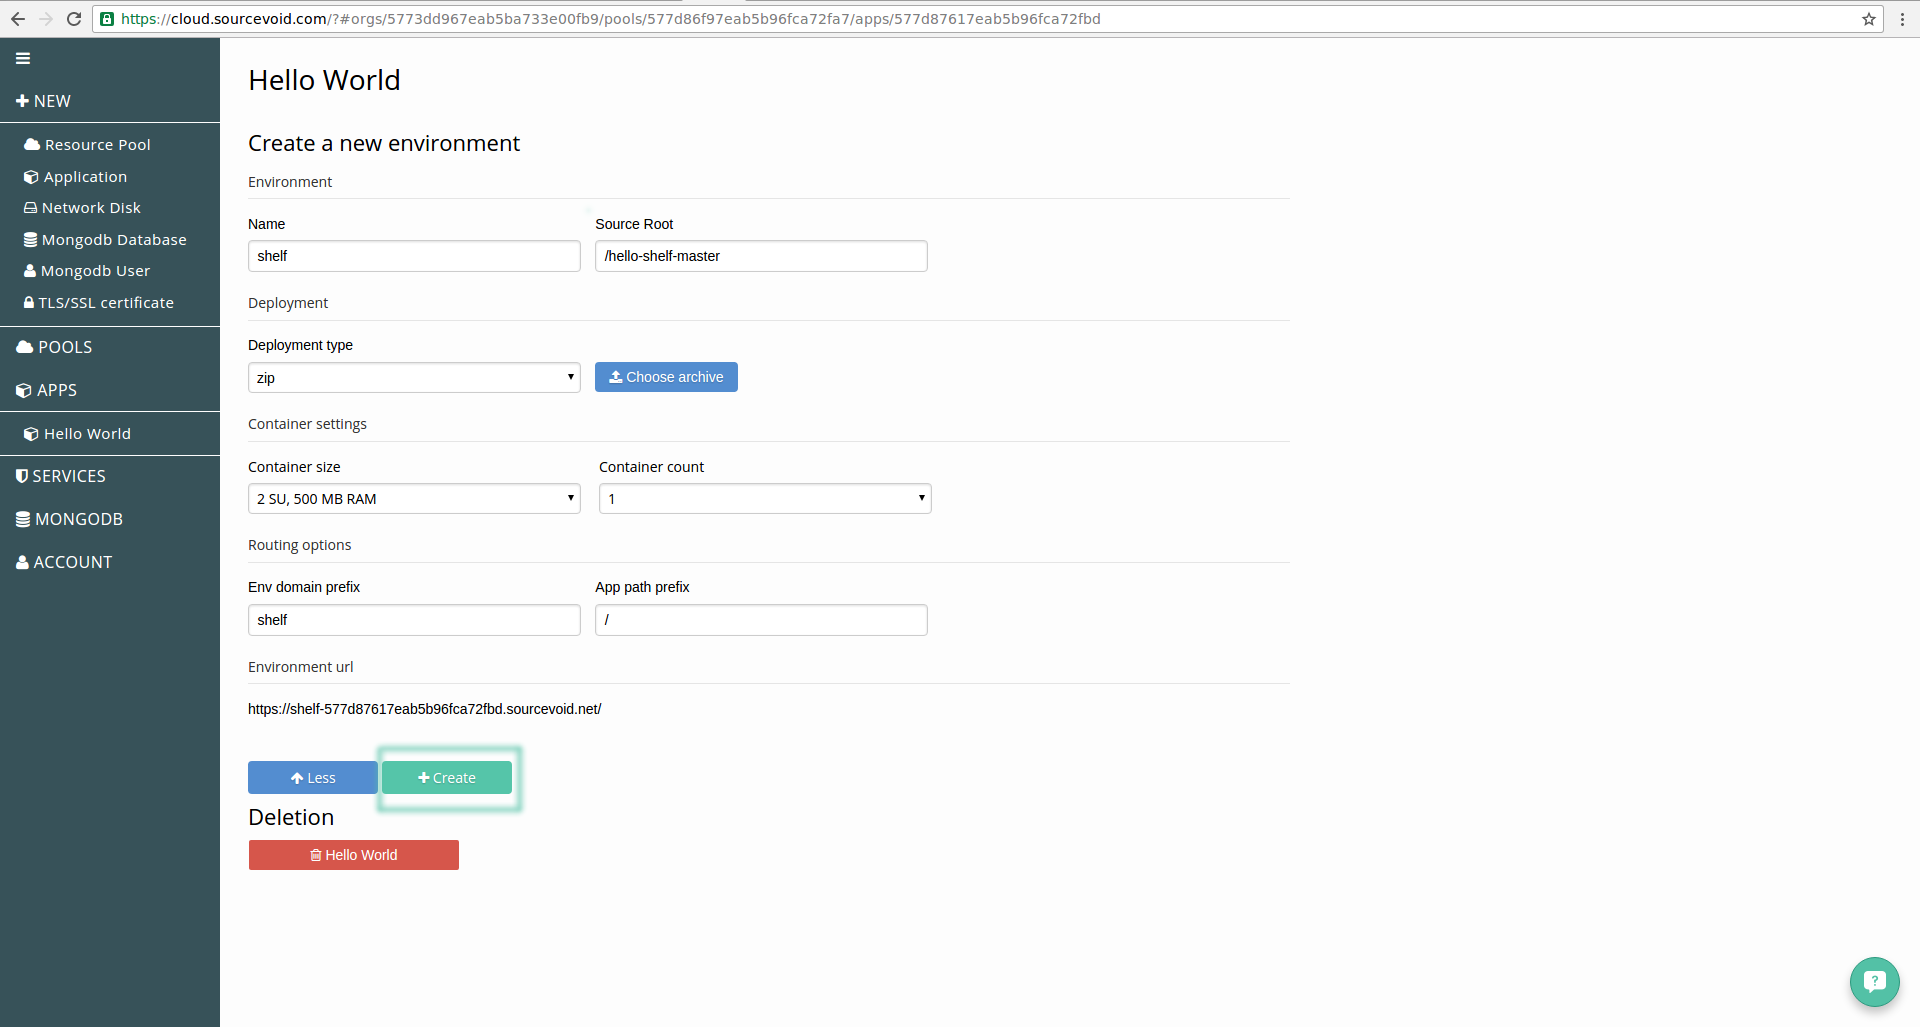 https://cloud.sourcevoid.com/?#orgs/5773dd967eab5ba733e00fb9/pools/577d86f97eab5b96fca72fa7/apps/577d87617eab5b96fca72fbd
NEW
Resource Pool
Application
Network Disk
Mongodb Database
Mongodb User
TLS/SSL certificate
POOLS
APPS
Hello World
SERVICES
MONGODB
ACCOUNT
Hello World
Create a new environment
Environment
Name Source Root
shelf /hello-shelf-master
Deployment
Deployment type
zip Choose archive
Container settings
Container size Container count
2 SU, 500 MB RAM 1
Routing options
Env domain prefix App path prefix
shelf /
Environment url
https://shelf-577d87617eab5b96fca72fbd.sourcevoid.net/
Less Create
Deletion
Hello World